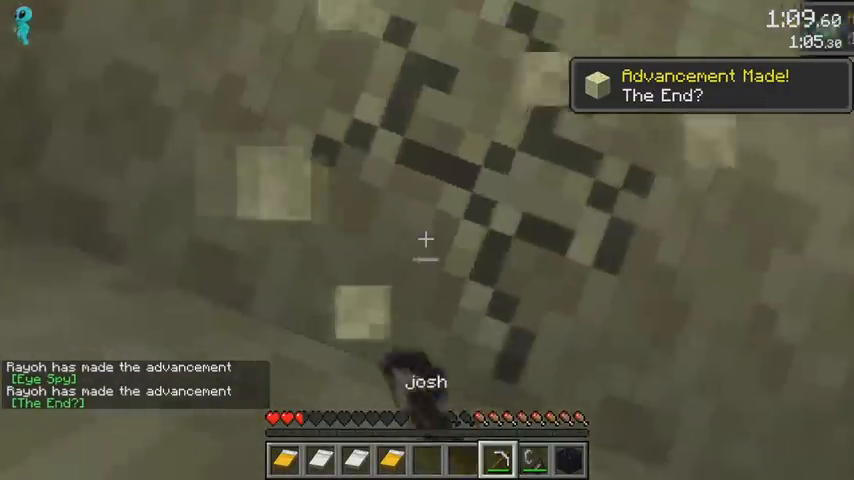 1:09.60
1:05.30
Advancement Made!
The End?
Rayoh has made the advancement
[Eye Spy]
Rayoh has made the advancement
[The End?]
josh